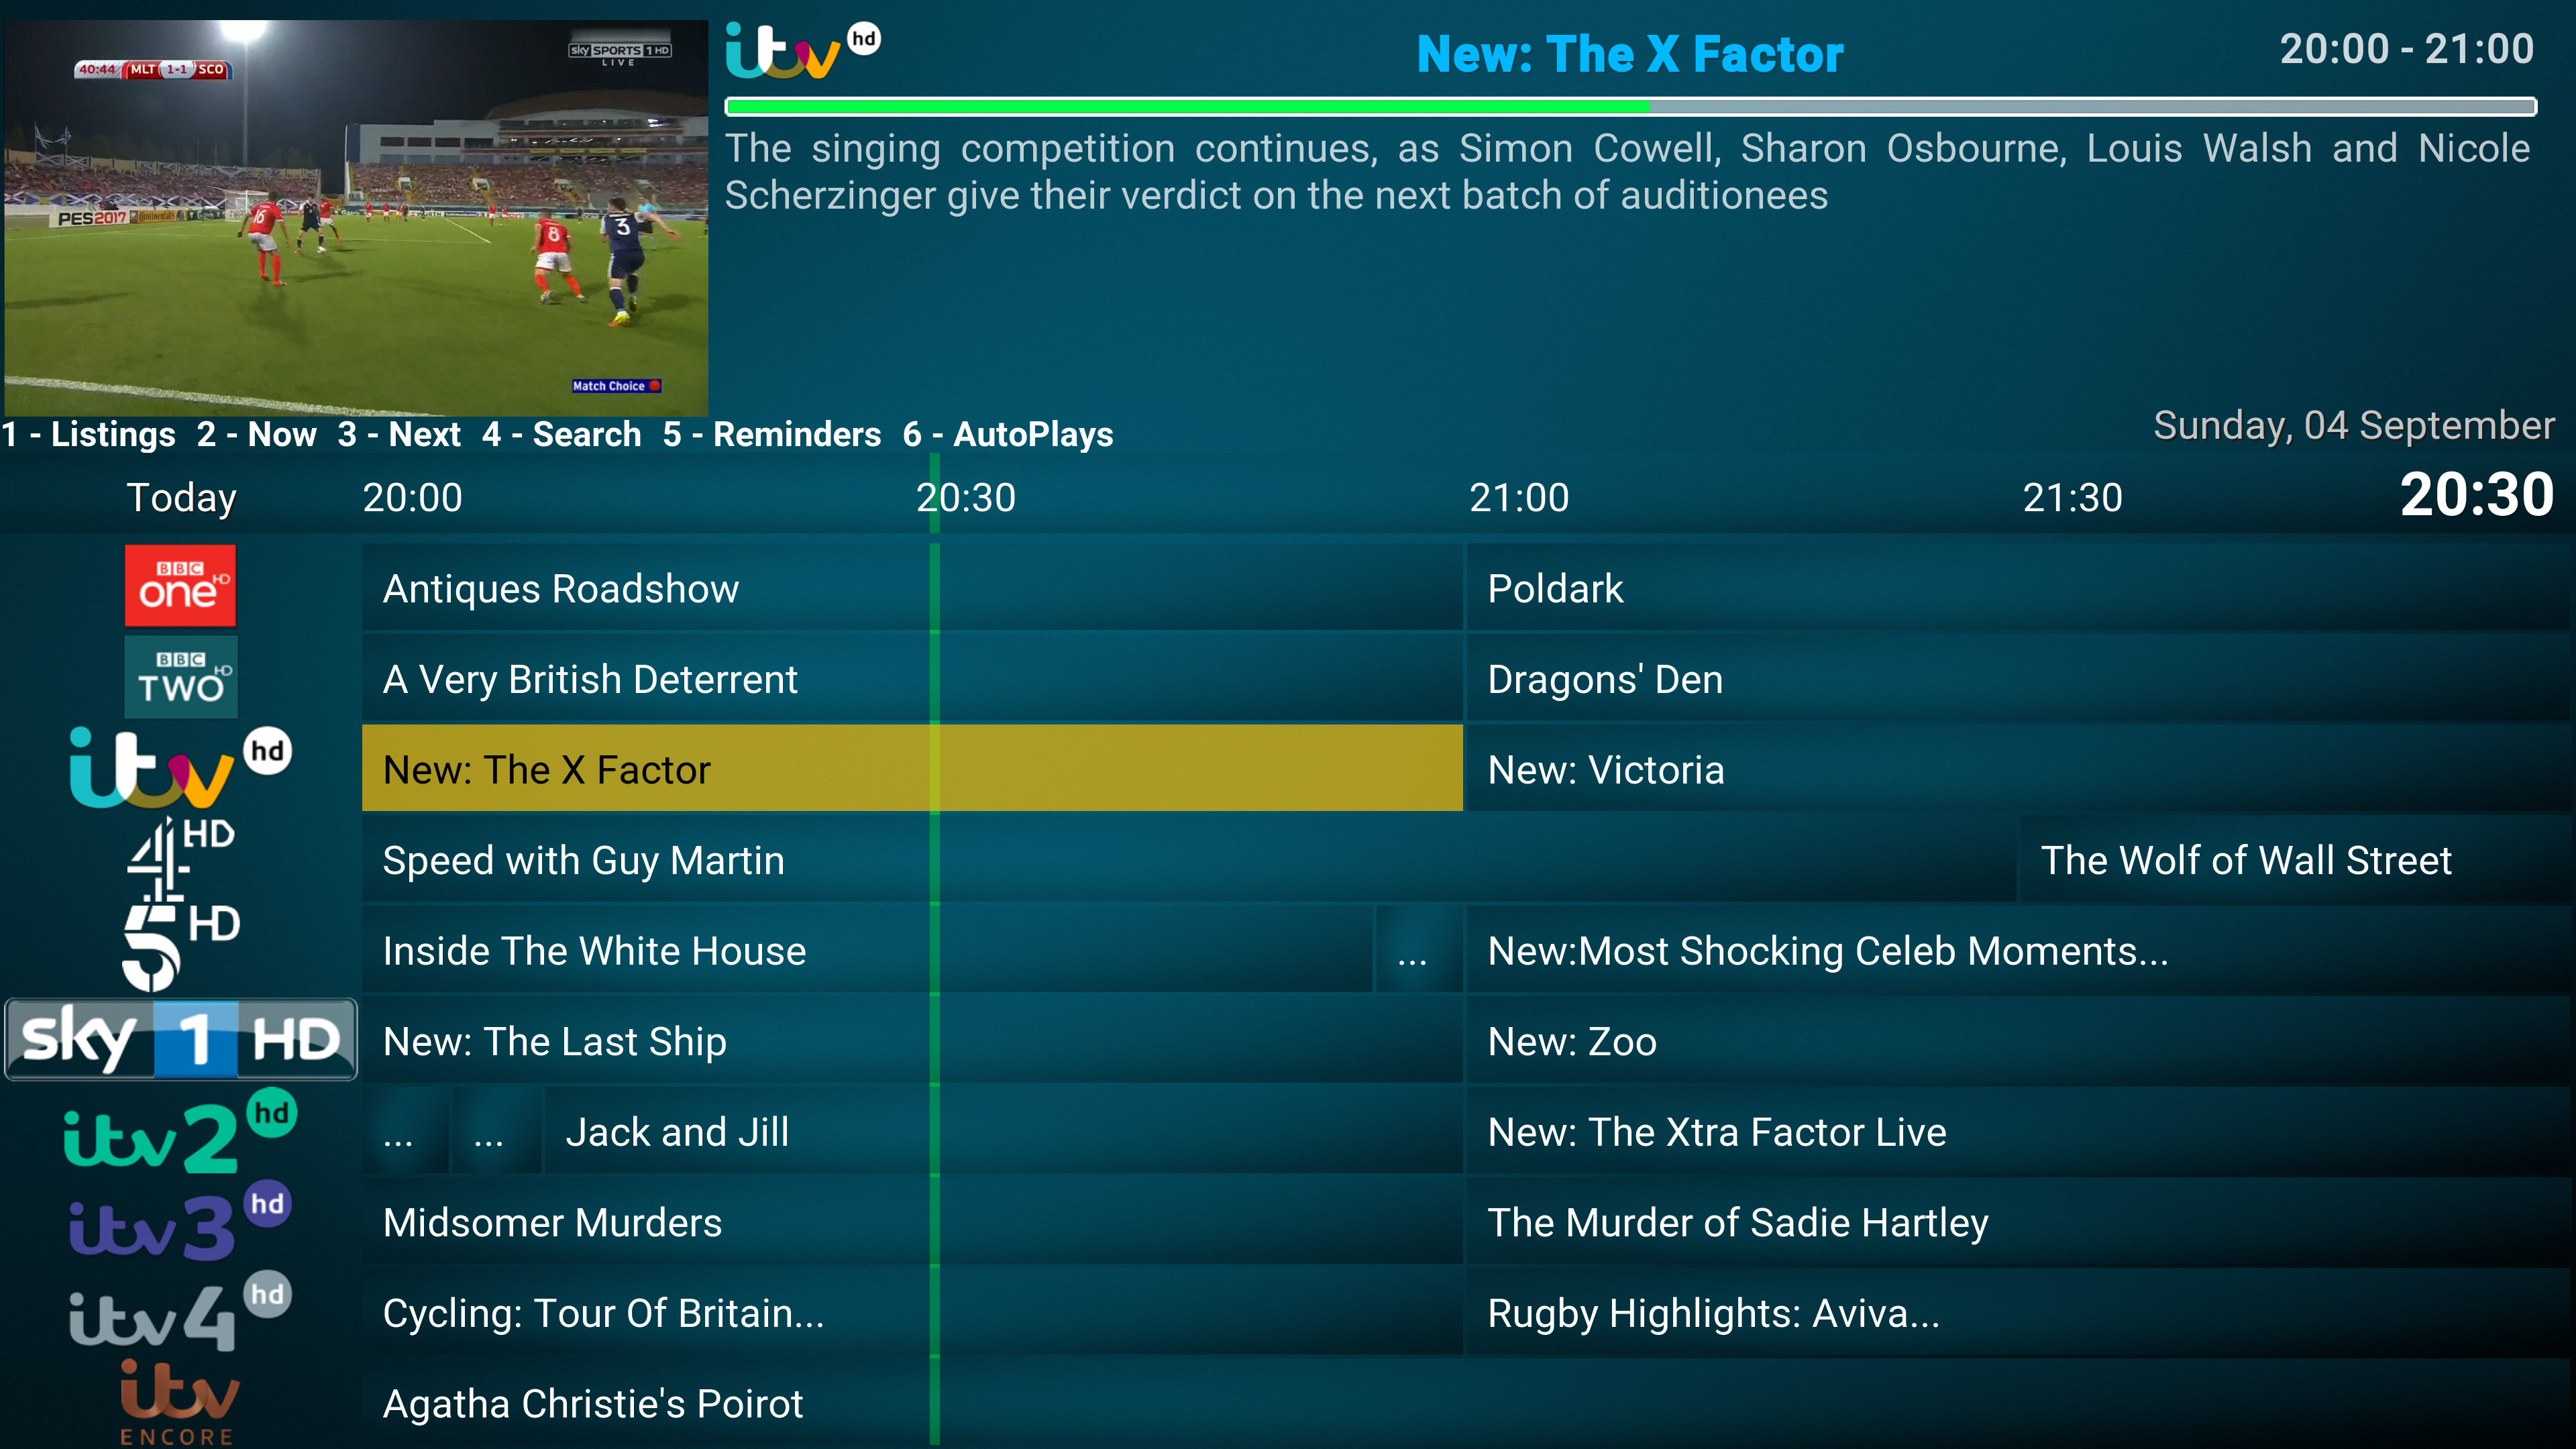 40:44 MLT 1-1 SCO
sky SPORTS 1 HD
LIVE
PES2017 Continental
16
8
3
Match Choice
itv hd
New: The X Factor
20:00 - 21:00
The singing competition continues, as Simon Cowell, Sharon Osbourne, Louis Walsh and Nicole
Scherzinger give their verdict on the next batch of auditionees
1 - Listings 2 - Now 3 - Next 4 - Search 5 - Reminders 6 - AutoPlays
Sunday, 04 September
Today 20:00 20:30 21:00 21:30 20:30
BBC one HD Antiques Roadshow Poldark
BBC TWO HD A Very British Deterrent Dragons' Den
itv hd New: The X Factor New: Victoria
4 HD Speed with Guy Martin The Wolf of Wall Street
5 HD Inside The White House ... New:Most Shocking Celeb Moments...
sky 1 HD New: The Last Ship New: Zoo
itv2 hd ... ... Jack and Jill New: The Xtra Factor Live
itv3 hd Midsomer Murders The Murder of Sadie Hartley
itv4 hd Cycling: Tour Of Britain... Rugby Highlights: Aviva...
itv ENCORE Agatha Christie's Poirot